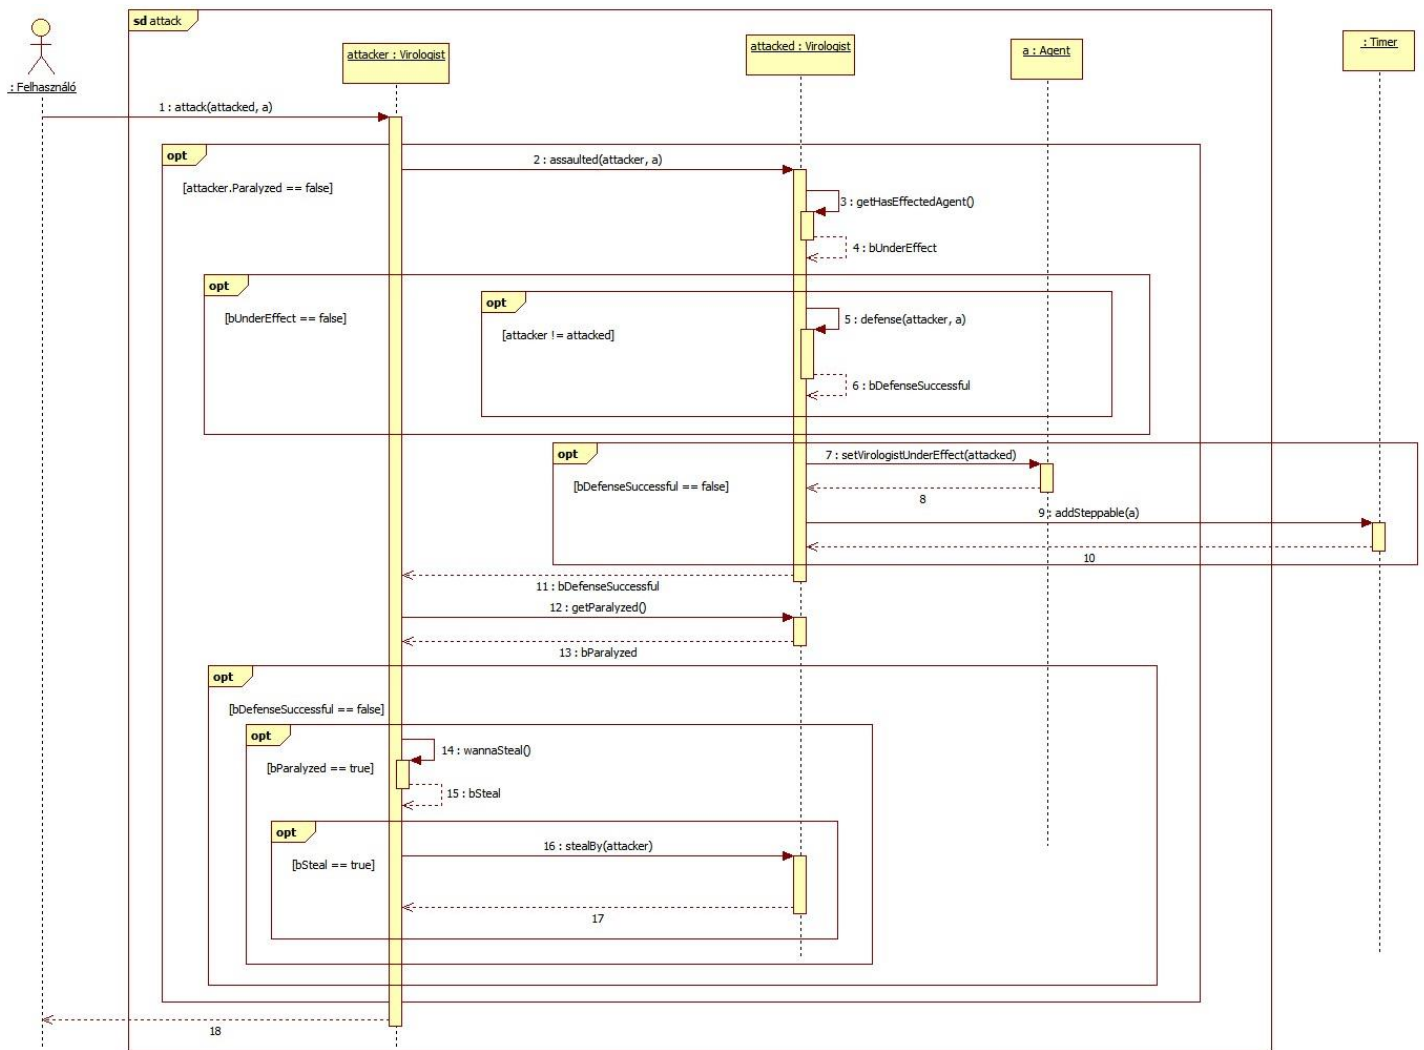 sd attack
attacker : Virologist
attacked : Virologist
a : Agent
: Timer
: Felhasználó
1 : attack(attacked, a)
opt
[attacker.Paralyzed == false]
2 : assaulted(attacker, a)
3 : getHasEffectedAgent()
4 : bUnderEffect
opt
[bUnderEffect == false]
opt
[attacker != attacked]
5 : defense(attacker, a)
6 : bDefenseSuccessful
opt
[bDefenseSuccessful == false]
7 : setVirologistUnderEffect(attacked)
8
9 : addSteppable(a)
10
11 : bDefenseSuccessful
12 : getParalyzed()
13 : bParalyzed
opt
[bDefenseSuccessful == false]
opt
[bParalyzed == true]
14 : wannaSteal()
15 : bSteal
opt
[bSteal == true]
16 : stealBy(attacker)
17
18